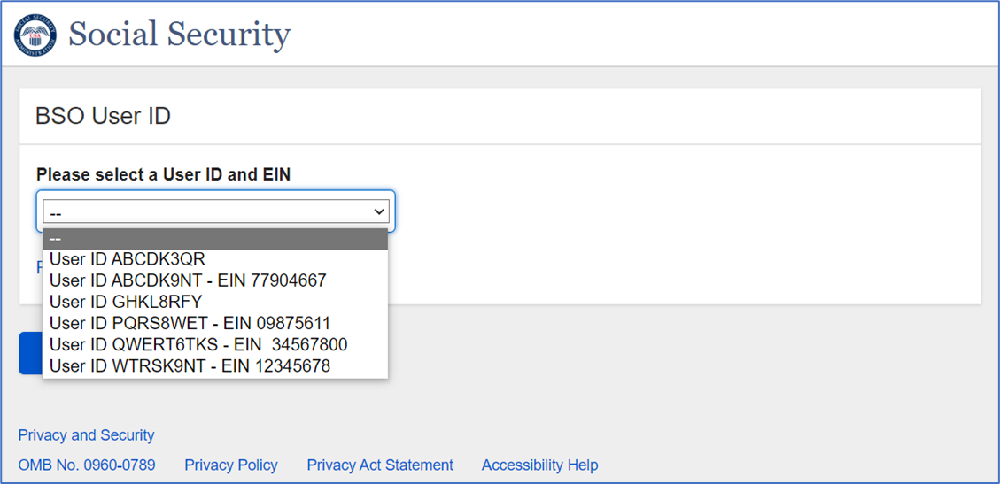 Social Security
BSO User ID
Please select a User ID and EIN
--
--
User ID ABCDK3QR
User ID ABCDK9NT - EIN 77904667
User ID GHKL8RFY
User ID PQRS8WET - EIN 09875611
User ID QWERT6TKS - EIN  34567800
User ID WTRSK9NT - EIN 12345678
Privacy and Security
OMB No. 0960-0789 Privacy Policy Privacy Act Statement Accessibility Help